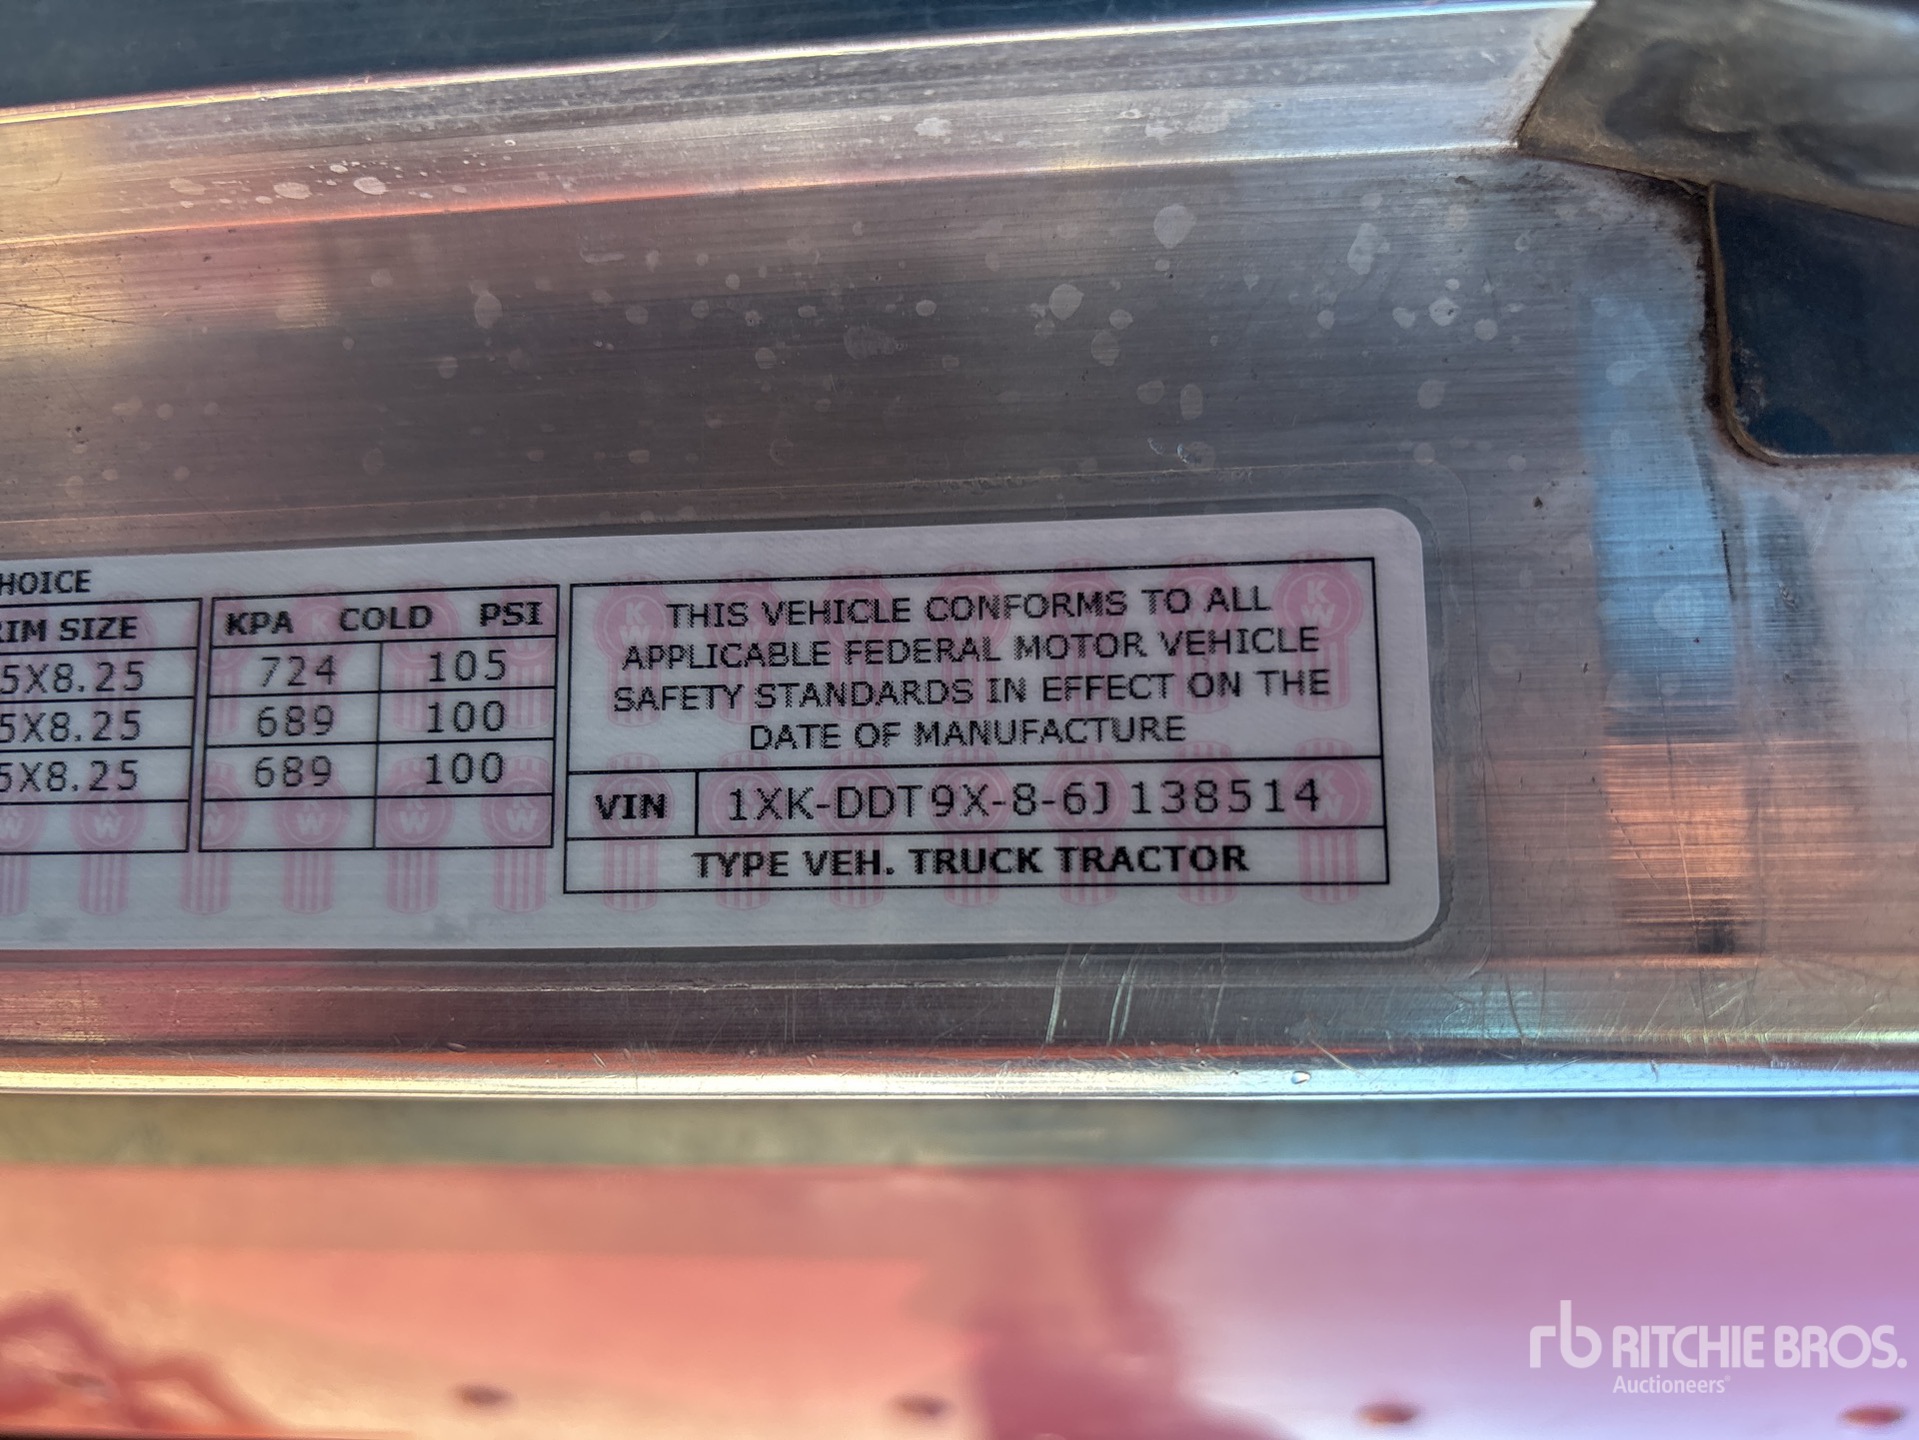 HOICE
RIM SIZE
5X8.25
5X8.25
5X8.25
KPA COLD PSI
724 105
689 100
689 100
THIS VEHICLE CONFORMS TO ALL
APPLICABLE FEDERAL MOTOR VEHICLE
SAFETY STANDARDS IN EFFECT ON THE
DATE OF MANUFACTURE
VIN 1XK-DDT9X-8-6J138514
TYPE VEH. TRUCK TRACTOR
rb RITCHIE BROS.
Auctioneers